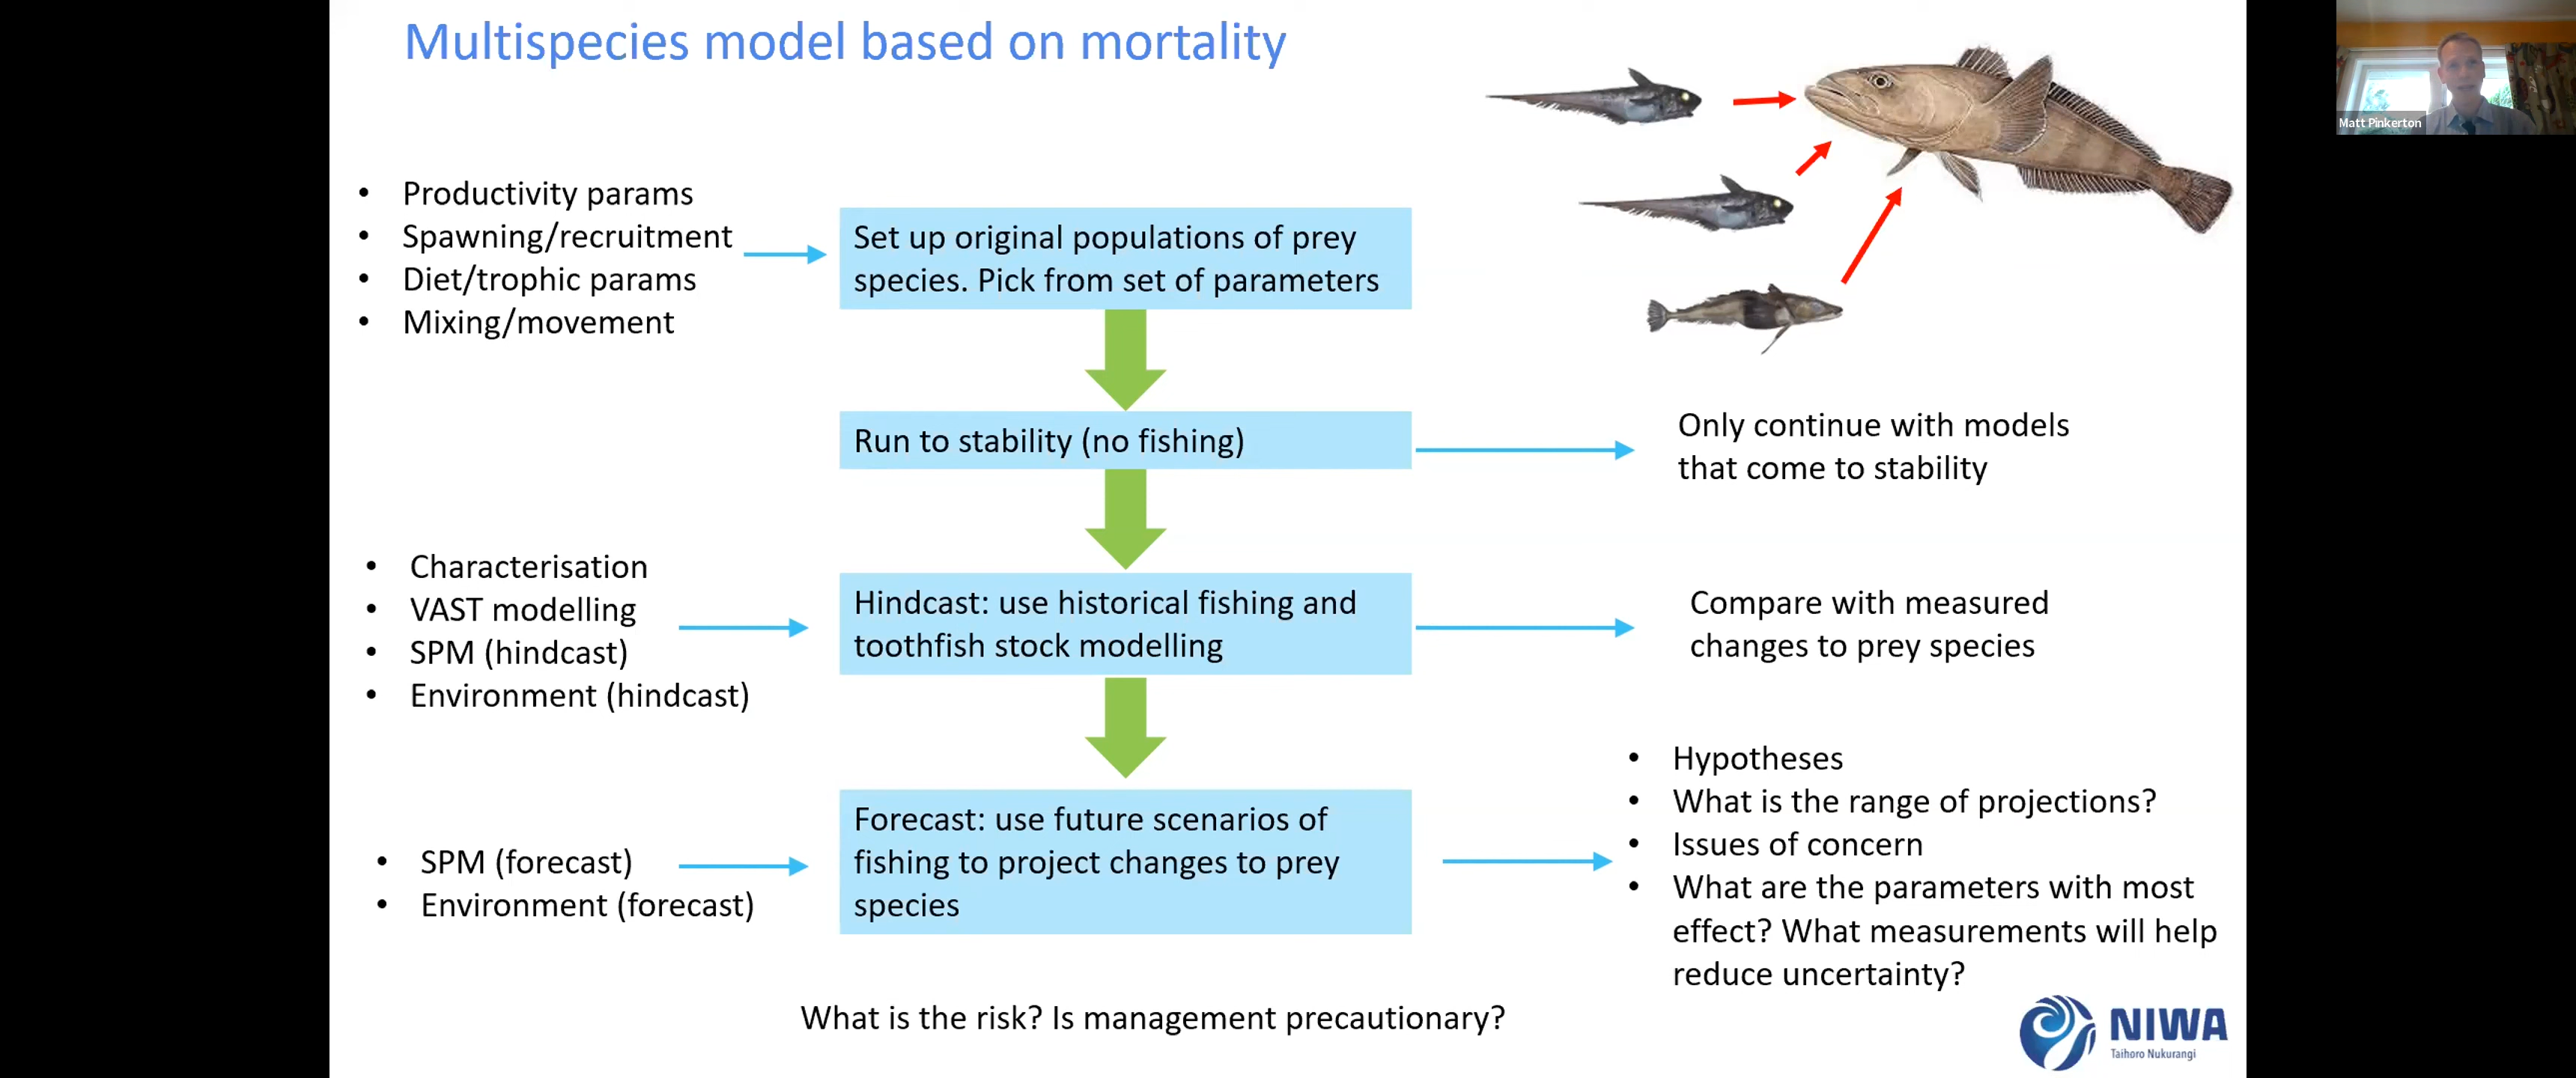 Multispecies model based on mortality
Matt Pinkerton
• Productivity params
• Spawning/recruitment
• Diet/trophic params
• Mixing/movement
Set up original populations of prey
species. Pick from set of parameters
Run to stability (no fishing)
Only continue with models
that come to stability
• Characterisation
• VAST modelling
• SPM (hindcast)
• Environment (hindcast)
Hindcast: use historical fishing and
toothfish stock modelling
Compare with measured
changes to prey species
• SPM (forecast)
• Environment (forecast)
Forecast: use future scenarios of
fishing to project changes to prey
species
• Hypotheses
• What is the range of projections?
• Issues of concern
• What are the parameters with most
effect? What measurements will help
reduce uncertainty?
What is the risk? Is management precautionary?
NIWA
Taihoro Nukurangi